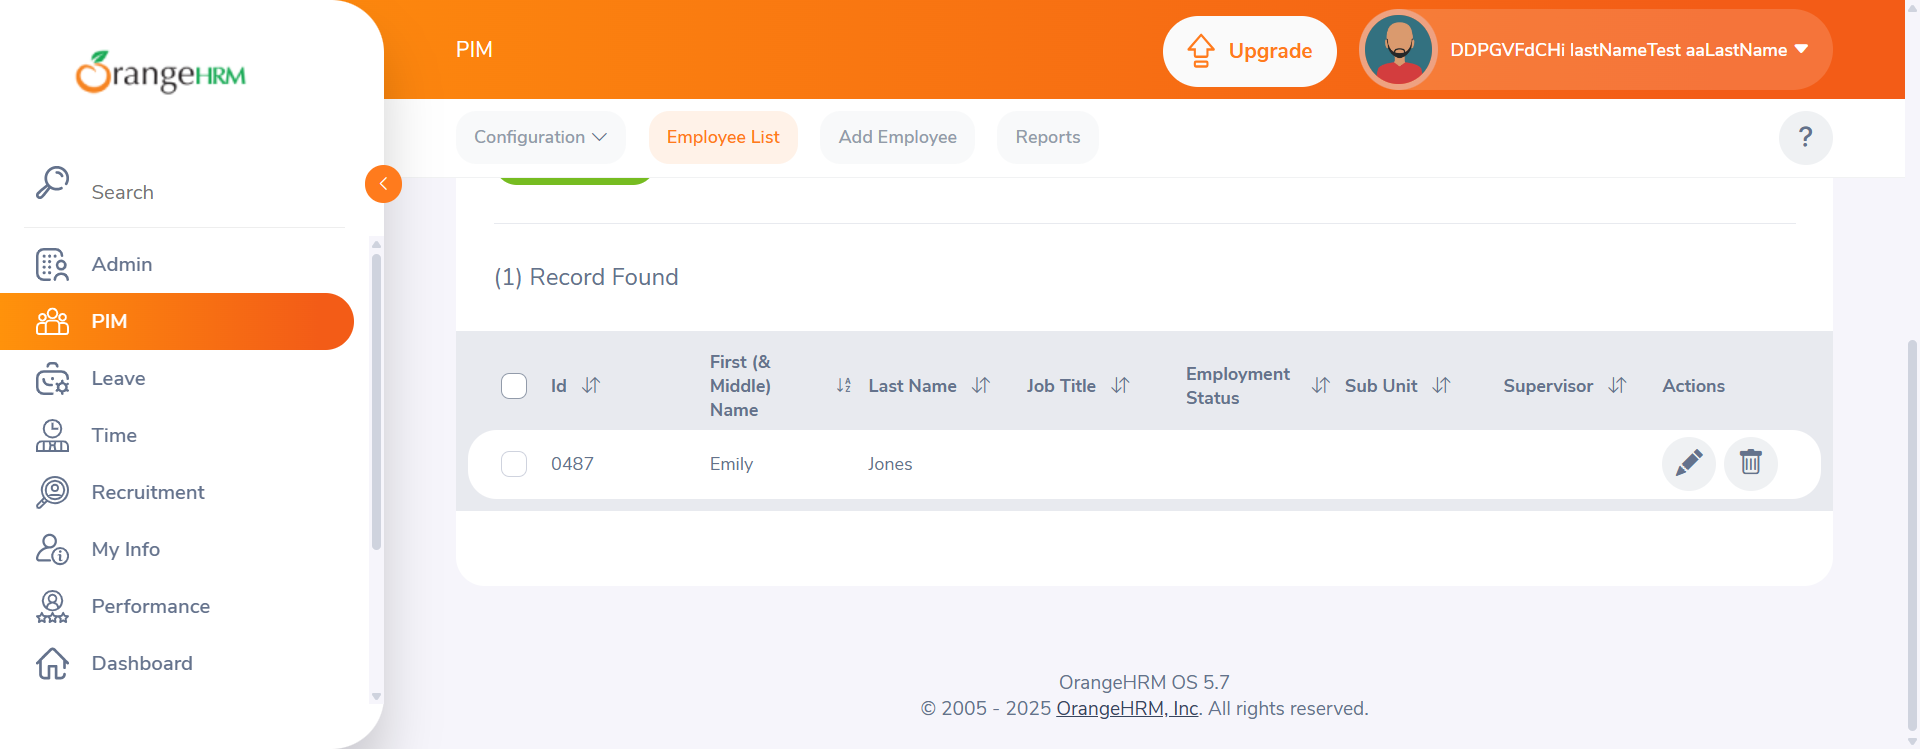 OrangeHRM
Search
Admin
PIM
Leave
Time
Recruitment
My Info
Performance
Dashboard
PIM
Upgrade
DDPGVFdCHi lastNameTest aaLastName
Configuration
Employee List
Add Employee
Reports
?
(1) Record Found
Id
First (&
Middle)
Name
Last Name
Job Title
Employment
Status
Sub Unit
Supervisor
Actions
0487
Emily
Jones
OrangeHRM OS 5.7
© 2005 - 2025 OrangeHRM, Inc. All rights reserved.